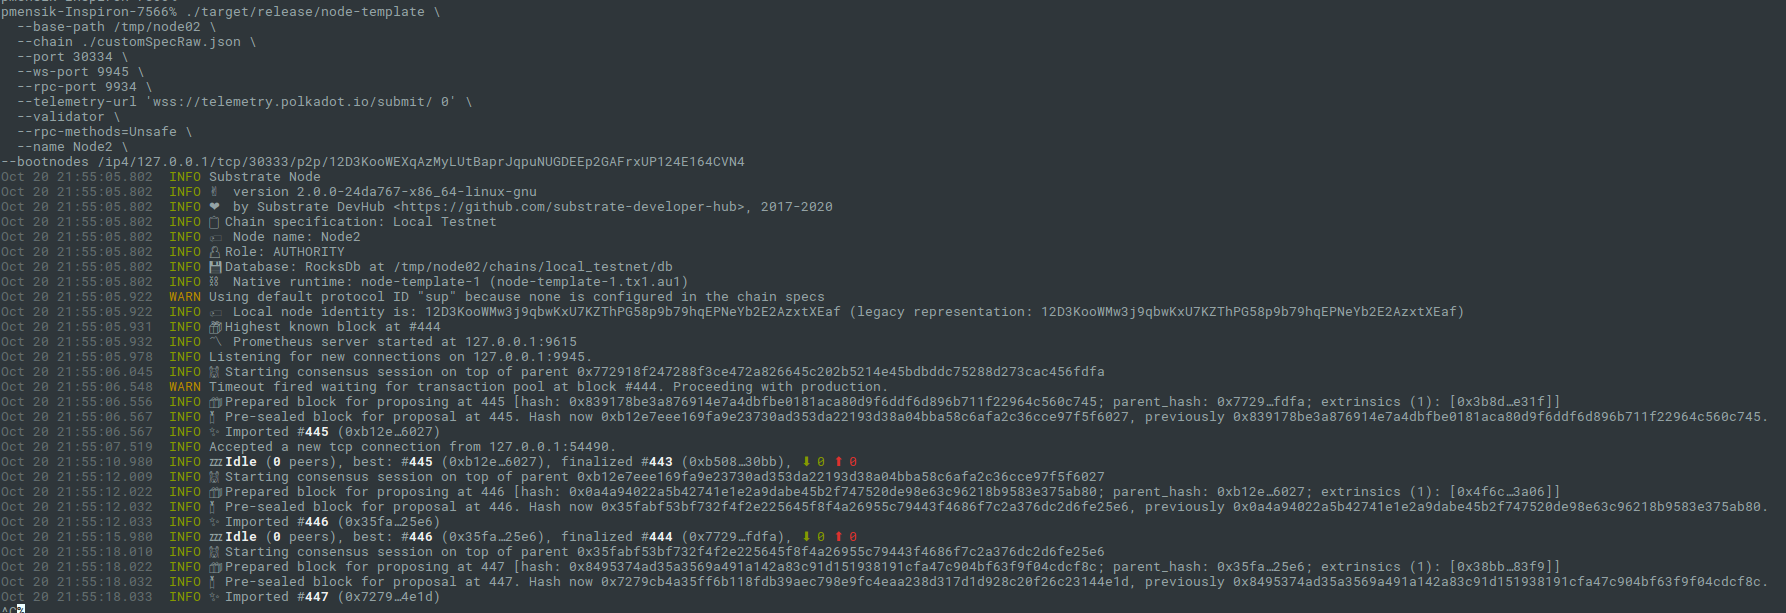 pmensik-Inspiron-7566% ./target/release/node-template \
--base-path /tmp/node02 \
--chain ./customSpecRaw.json \
--port 30334 \
--ws-port 9945 \
--rpc-port 9934 \
--telemetry-url 'wss://telemetry.polkadot.io/submit/ 0' \
--validator \
--rpc-methods=Unsafe \
--name Node2 \
--bootnodes /ip4/127.0.0.1/tcp/30333/p2p/12D3KooWEXqAzMyLUtBaprJqpuNUGDEEp2GAFrxUP124E164CVN4
Oct 20 21:55:05.802 INFO Substrate Node
Oct 20 21:55:05.802 INFO ✌ version 2.0.0-24da767-x86_64-linux-gnu
Oct 20 21:55:05.802 INFO ❤ by Substrate DevHub <https://github.com/substrate-developer-hub>, 2017-2020
Oct 20 21:55:05.802 INFO 📋 Chain specification: Local Testnet
Oct 20 21:55:05.802 INFO 🏷 Node name: Node2
Oct 20 21:55:05.802 INFO 👤 Role: AUTHORITY
Oct 20 21:55:05.802 INFO 💾 Database: RocksDb at /tmp/node02/chains/local_testnet/db
Oct 20 21:55:05.802 INFO ⛓ Native runtime: node-template-1 (node-template-1.tx1.au1)
Oct 20 21:55:05.922 WARN Using default protocol ID "sup" because none is configured in the chain specs
Oct 20 21:55:05.922 INFO 🏷 Local node identity is: 12D3KooWMw3j9qbwKxU7KZThPG58p9b79hqEPNeYb2E2AzxtXEaf (legacy representation: 12D3KooWMw3j9qbwKxU7KZThPG58p9b79hqEPNeYb2E2AzxtXEaf)
Oct 20 21:55:05.931 INFO 📦 Highest known block at #444
Oct 20 21:55:05.932 INFO 〽 Prometheus server started at 127.0.0.1:9615
Oct 20 21:55:05.978 INFO Listening for new connections on 127.0.0.1:9945.
Oct 20 21:55:06.045 INFO 🙌 Starting consensus session on top of parent 0x772918f247288f3ce472a826645c202b5214e45bdbddc75288d273cac456fdfa
Oct 20 21:55:06.548 WARN Timeout fired waiting for transaction pool at block #444. Proceeding with production.
Oct 20 21:55:06.556 INFO 🎁 Prepared block for proposing at 445 [hash: 0x839178be3a876914e7a4dbfbe0181aca80d9f6ddf6d896b711f22964c560c745; parent_hash: 0x7729…fdfa; extrinsics (1): [0x3b8d…e31f]]
Oct 20 21:55:06.567 INFO 🔖 Pre-sealed block for proposal at 445. Hash now 0xb12e7eee169fa9e23730ad353da22193d38a04bba58c6afa2c36cce97f5f6027, previously 0x839178be3a876914e7a4dbfbe0181aca80d9f6ddf6d896b711f22964c560c745.
Oct 20 21:55:06.567 INFO ✨ Imported #445 (0xb12e…6027)
Oct 20 21:55:07.519 INFO Accepted a new tcp connection from 127.0.0.1:54490.
Oct 20 21:55:10.980 INFO 💤 Idle (0 peers), best: #445 (0xb12e…6027), finalized #443 (0xb508…30bb), ⬇ 0 ⬆ 0
Oct 20 21:55:12.009 INFO 🙌 Starting consensus session on top of parent 0xb12e7eee169fa9e23730ad353da22193d38a04bba58c6afa2c36cce97f5f6027
Oct 20 21:55:12.022 INFO 🎁 Prepared block for proposing at 446 [hash: 0x0a4a94022a5b42741e1e2a9dabe45b2f747520de98e63c96218b9583e375ab80; parent_hash: 0xb12e…6027; extrinsics (1): [0x4f6c…3a06]]
Oct 20 21:55:12.032 INFO 🔖 Pre-sealed block for proposal at 446. Hash now 0x35fabf53bf732f4f2e225645f8f4a26955c79443f4686f7c2a376dc2d6fe25e6, previously 0x0a4a94022a5b42741e1e2a9dabe45b2f747520de98e63c96218b9583e375ab80.
Oct 20 21:55:12.033 INFO ✨ Imported #446 (0x35fa…25e6)
Oct 20 21:55:15.980 INFO 💤 Idle (0 peers), best: #446 (0x35fa…25e6), finalized #444 (0x7729…fdfa), ⬇ 0 ⬆ 0
Oct 20 21:55:18.010 INFO 🙌 Starting consensus session on top of parent 0x35fabf53bf732f4f2e225645f8f4a26955c79443f4686f7c2a376dc2d6fe25e6
Oct 20 21:55:18.022 INFO 🎁 Prepared block for proposing at 447 [hash: 0x8495374ad35a3569a491a142a83c91d151938191cfa47c904bf63f9f04cdcf8c; parent_hash: 0x35fa…25e6; extrinsics (1): [0x38bb…83f9]]
Oct 20 21:55:18.032 INFO 🔖 Pre-sealed block for proposal at 447. Hash now 0x7279cb4a35ff6b118fdb39aec798e9fc4eaa238d317d1d928c20f26c23144e1d, previously 0x8495374ad35a3569a491a142a83c91d151938191cfa47c904bf63f9f04cdcf8c.
Oct 20 21:55:18.033 INFO ✨ Imported #447 (0x7279…4e1d)
^C%